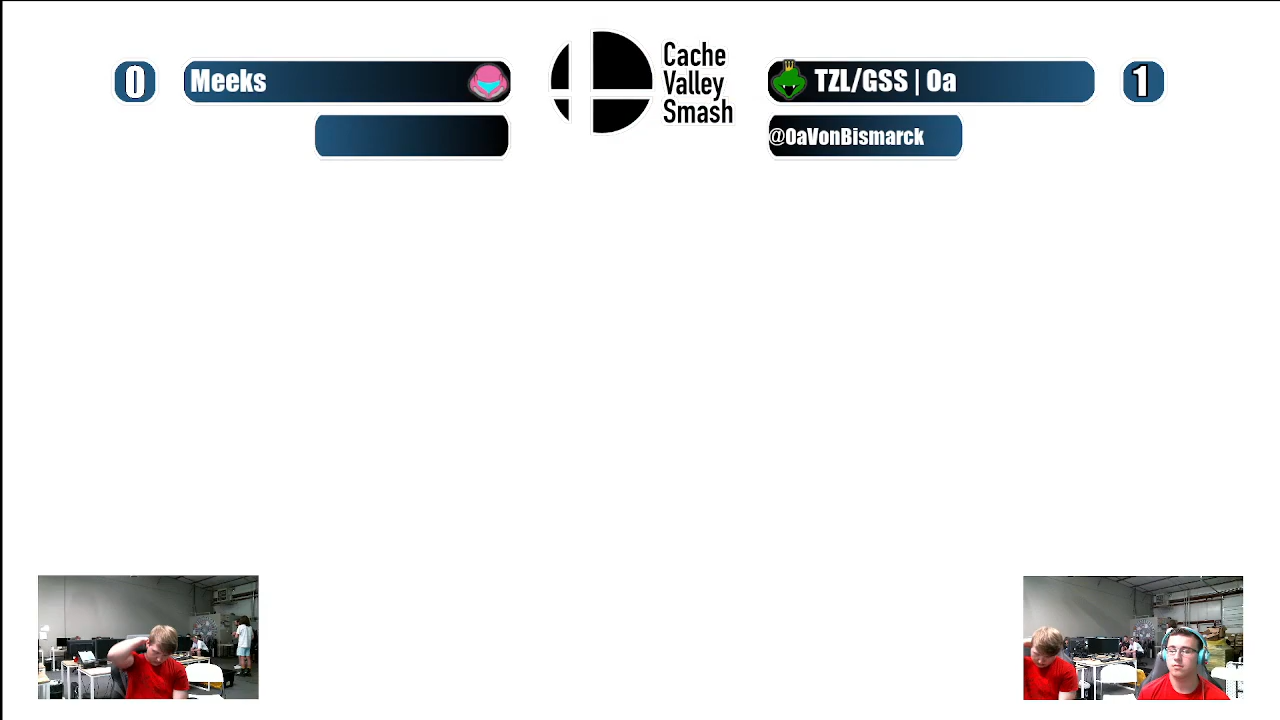 0
Meeks
Cache
Valley
Smash
TZL/GSS | Oa
1
@OaVonBismarck